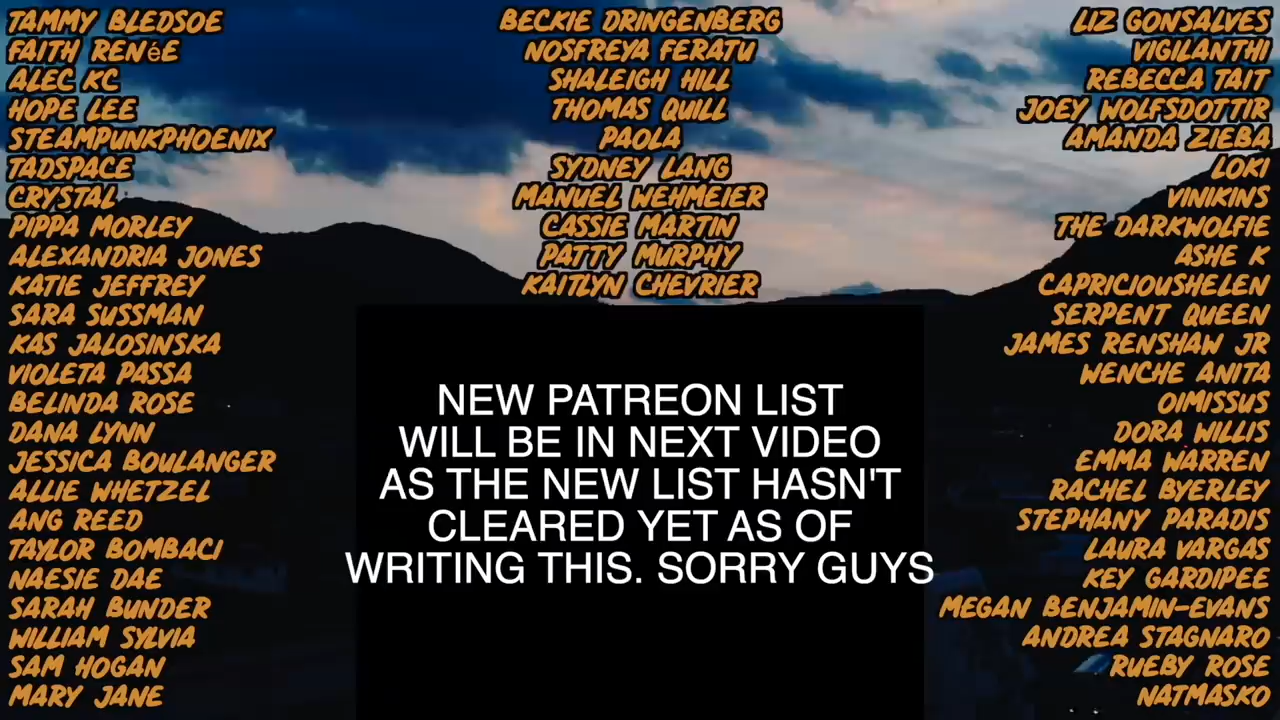 TAMMY BLEDSOE
FAITH RENéE
ALEC KC
HOPE LEE
STEAMPUNKPHOENIX
TADSPACE
CRYSTAL
PIPPA MORLEY
ALEXANDRIA JONES
KATIE JEFFREY
SARA SUSSMAN
KAS JALOSINSKA
VIOLETA PASSA
BELINDA ROSE
DANA LYNN
JESSICA BOULANGER
ALLIE WHETZEL
ANG REED
TAYLOR BOMBACI
NAESIE DAE
SARAH BUNDER
WILLIAM SYLVIA
SAM HOGAN
MARY JANE
BECKIE DRINGENBERG
NOSFREYA FERATU
SHALEIGH HILL
THOMAS QUILL
PAOLA
SYDNEY LANG
MANUEL WEHMEIER
CASSIE MARTIN
PATTY MURPHY
KAITLYN CHEVRIER
NEW PATREON LIST
WILL BE IN NEXT VIDEO
AS THE NEW LIST HASN'T
CLEARED YET AS OF
WRITING THIS. SORRY GUYS
LIZ GONSALVES
VIGILANTHI
REBECCA TAIT
JOEY WOLFSDOTTIR
AMANDA ZIEBA
LOKI
VINIKINS
THE DARKWOLFIE
ASHE K
CAPRICIOUSHELEN
SERPENT QUEEN
JAMES RENSHAW JR
WENCHE ANITA
OIMISSUS
DORA WILLIS
EMMA WARREN
RACHEL BYERLEY
STEPHANY PARADIS
LAURA VARGAS
KEY GARDIPEE
MEGAN BENJAMIN-EVANS
ANDREA STAGNARO
RUEBY ROSE
NATMASKO